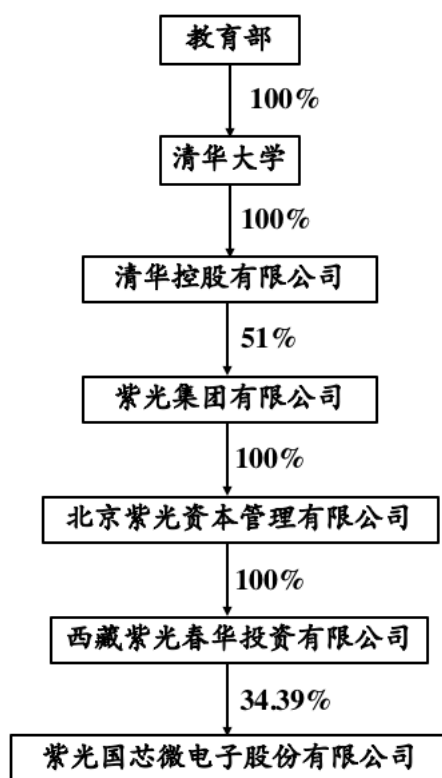 教育部
100%
清华大学
100%
清华控股有限公司
51%
紫光集团有限公司
100%
北京紫光资本管理有限公司
100%
西藏紫光春华投资有限公司
34.39%
紫光国芯微电子股份有限公司